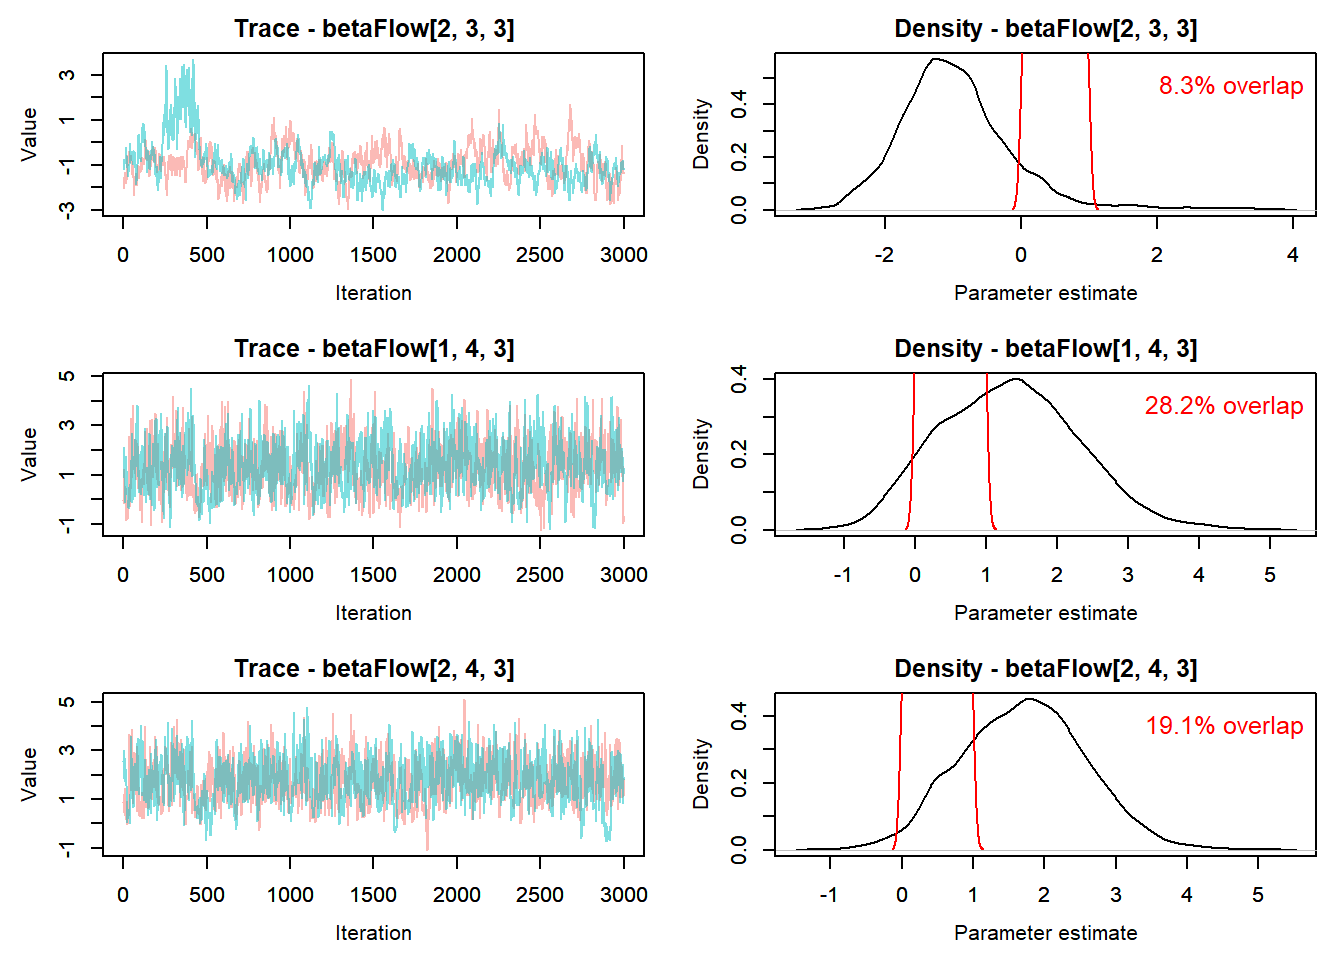 Trace - betaFlow[2, 3, 3]
Value
-3
-1
1
3
0 500 1000 1500 2000 2500 3000
Iteration
Density - betaFlow[2, 3, 3]
8.3% overlap
Density
0.0 0.2 0.4
-2 0 2 4
Parameter estimate
Trace - betaFlow[1, 4, 3]
Value
-1 1 3 5
0 500 1000 1500 2000 2500 3000
Iteration
Density - betaFlow[1, 4, 3]
28.2% overlap
Density
0.0 0.2 0.4
-1 0 1 2 3 4 5
Parameter estimate
Trace - betaFlow[2, 4, 3]
Value
-1 1 3 5
0 500 1000 1500 2000 2500 3000
Iteration
Density - betaFlow[2, 4, 3]
19.1% overlap
Density
0.0 0.2 0.4
-1 0 1 2 3 4 5
Parameter estimate